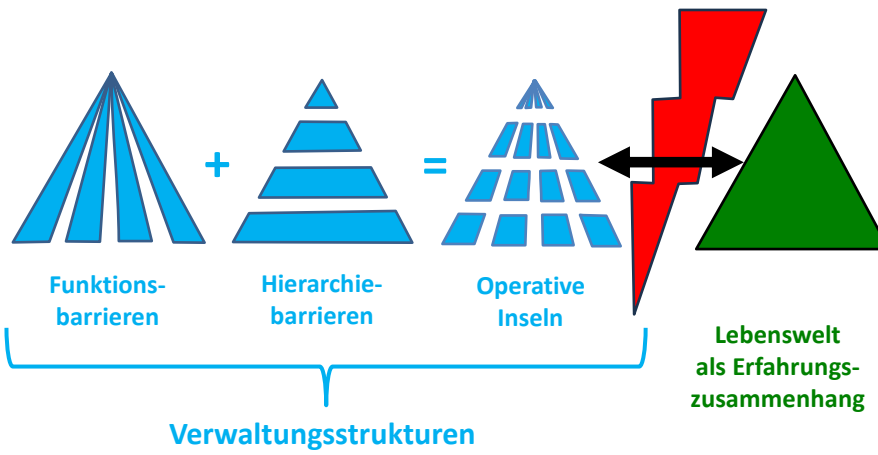 +
=
Funktions-
barrieren
Hierarchie-
barrieren
Operative
Inseln
Lebenswelt
als Erfahrungs-
zusammenhang
Verwaltungsstrukturen